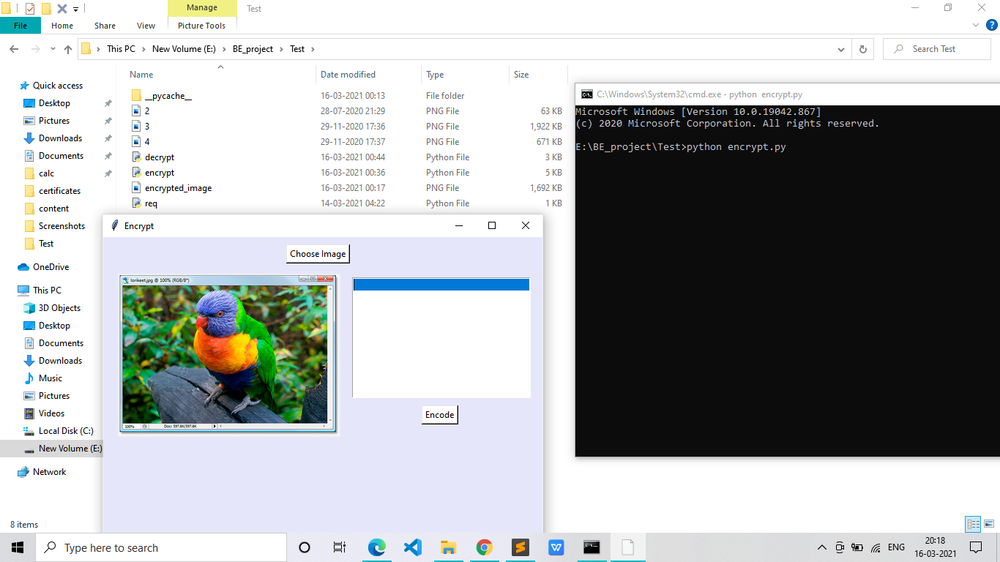 Manage
Test
File
Home
Share
View
Picture Tools
This PC
New Volume (E:)
BE_project
Test
Search Test
Name
Date modified
Type
Size
Quick access
Desktop
Pictures
Downloads
Documents
calc
certificates
content
Screenshots
Test
OneDrive
This PC
3D Objects
Desktop
Documents
Downloads
Music
Pictures
Videos
Local Disk (C:)
New Volume (E:)
Network
__pycache__ 16-03-2021 00:13 File folder
2 28-07-2020 21:29 PNG File 63 KB
3 29-11-2020 17:36 PNG File 1,922 KB
4 29-11-2020 17:37 PNG File 671 KB
decrypt 16-03-2021 00:44 Python File 3 KB
encrypt 16-03-2021 00:36 Python File 5 KB
encrypted_image 16-03-2021 00:17 PNG File 1,692 KB
req 14-03-2021 04:22 Python File 1 KB
C:\Windows\System32\cmd.exe - python  encrypt.py
Microsoft Windows [Version 10.0.19042.867]
(c) 2020 Microsoft Corporation. All rights reserved.
E:\BE_project\Test>python encrypt.py
Encrypt
Choose Image
lorikeet.jpg @ 100% (RGB/8*)
100%
Doc: 597.8K/597.8K
Encode
8 items
Type here to search
W
ENG
20:18
16-03-2021